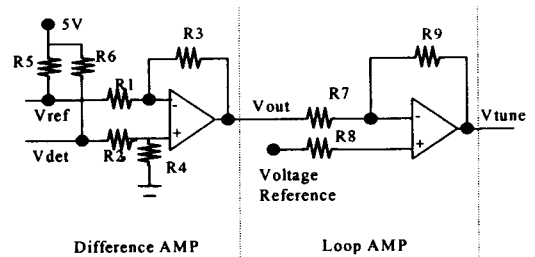 5V
R5
R6
R3
R1
-
Vref
+
Vdet
R2
R4
Vout
R7
R9
-
R8
+
Vtune
Voltage
Reference
Difference AMP
Loop AMP